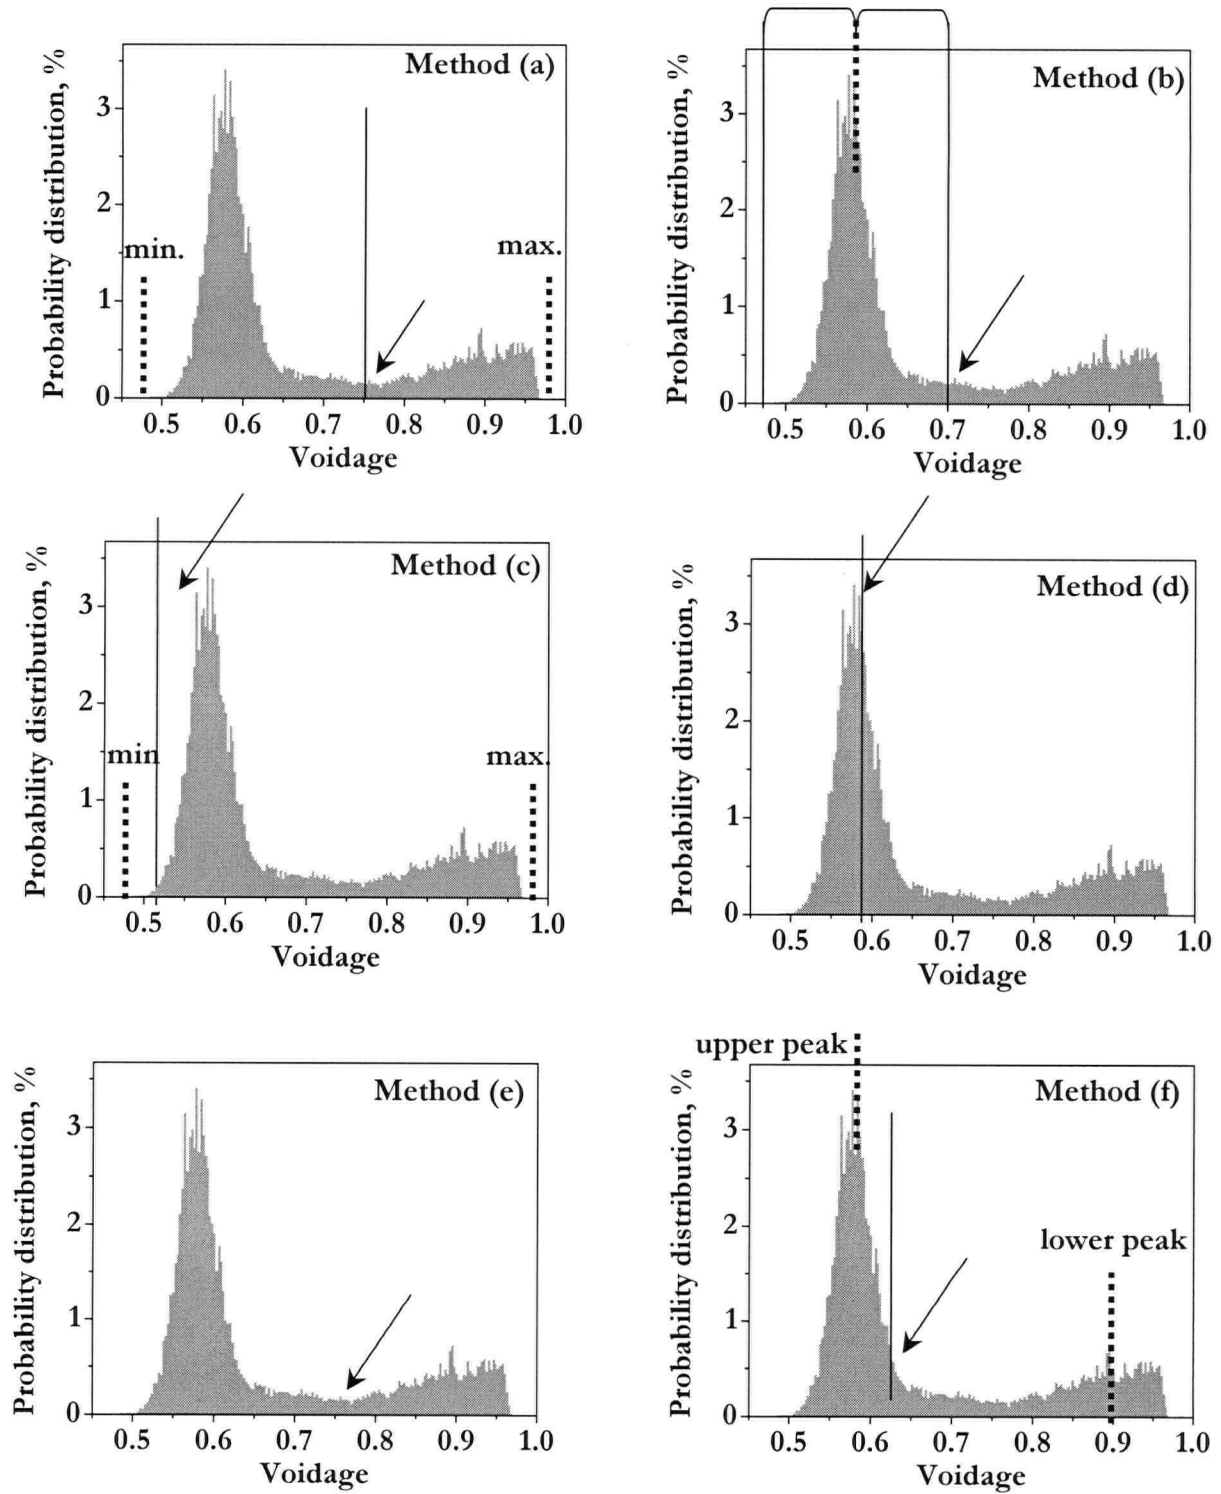 Method (a)
Probability distribution, %
3
2
1
0
min.
max.
0.5 0.6 0.7 0.8 0.9 1.0
Voidage
Method (b)
Probability distribution, %
3
2
1
0
0.5 0.6 0.7 0.8 0.9 1.0
Voidage
Method (c)
Probability distribution, %
3
2
1
0
min
max.
0.5 0.6 0.7 0.8 0.9 1.0
Voidage
Method (d)
Probability distribution, %
3
2
1
0
0.5 0.6 0.7 0.8 0.9 1.0
Voidage
Method (e)
Probability distribution, %
3
2
1
0
0.5 0.6 0.7 0.8 0.9 1.0
Voidage
upper peak
Method (f)
Probability distribution, %
3
2
lower peak
1
0
0.5 0.6 0.7 0.8 0.9 1.0
Voidage